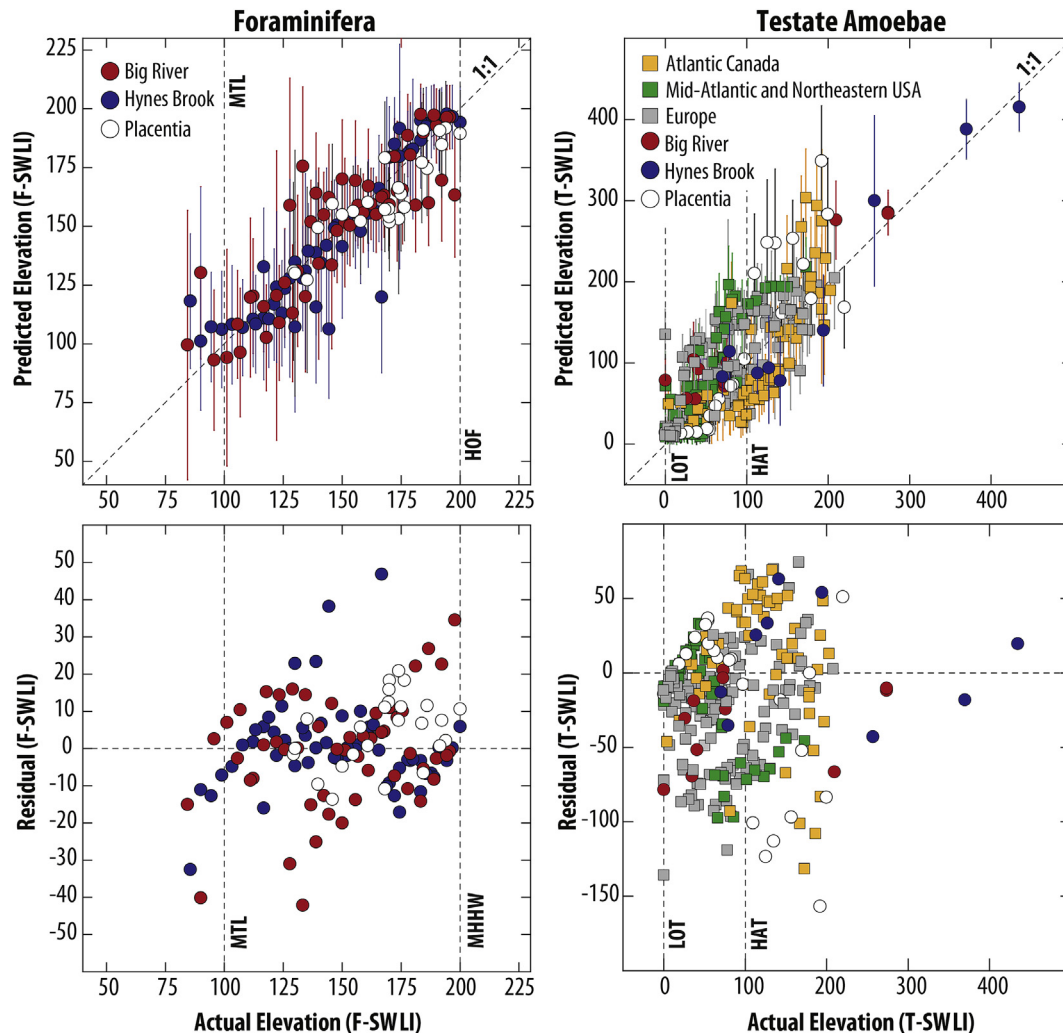 Foraminifera
Predicted Elevation (F-SWLI)
200
175
150
125
100
75
50
Big River
Hynes Brook
Placentia
MTL
1:1
HOF
50 75 100 125 150 175 200 225
Testate Amoebae
Predicted Elevation (T-SWLI)
400
300
200
100
0
Atlantic Canada
Mid-Atlantic and Northeastern USA
Europe
Big River
Hynes Brook
Placentia
1:1
LOT
HAT
0 100 200 300 400
Residual (F-SWLI)
50
40
30
20
10
0
-10
-20
-30
-40
-50
MTL
MHHW
50 75 100 125 150 175 200 225
Actual Elevation (F-SWLI)
Residual (T-SWLI)
50
0
-50
-100
-150
LOT
HAT
0 100 200 300 400
Actual Elevation (T-SWLI)